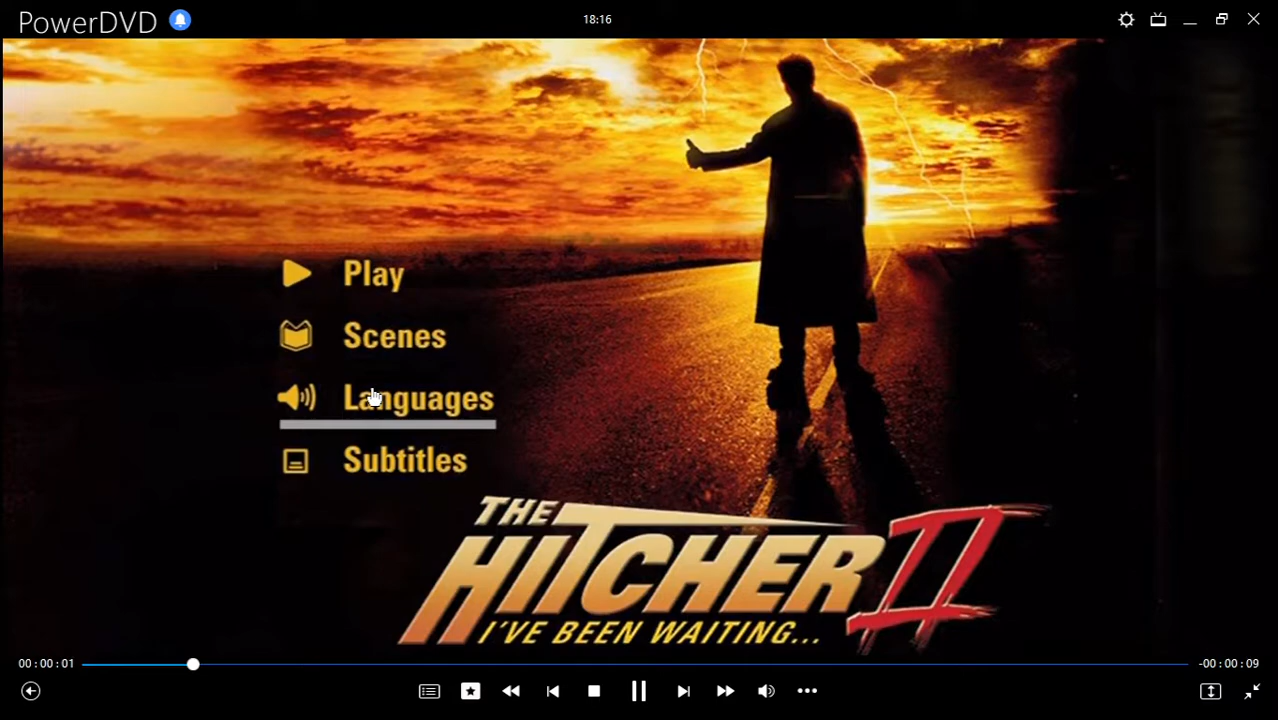 PowerDVD
18:16
Play
Scenes
Languages
Subtitles
THE
HITCHER II
I'VE BEEN WAITING...
00:00:01
-00:00:09